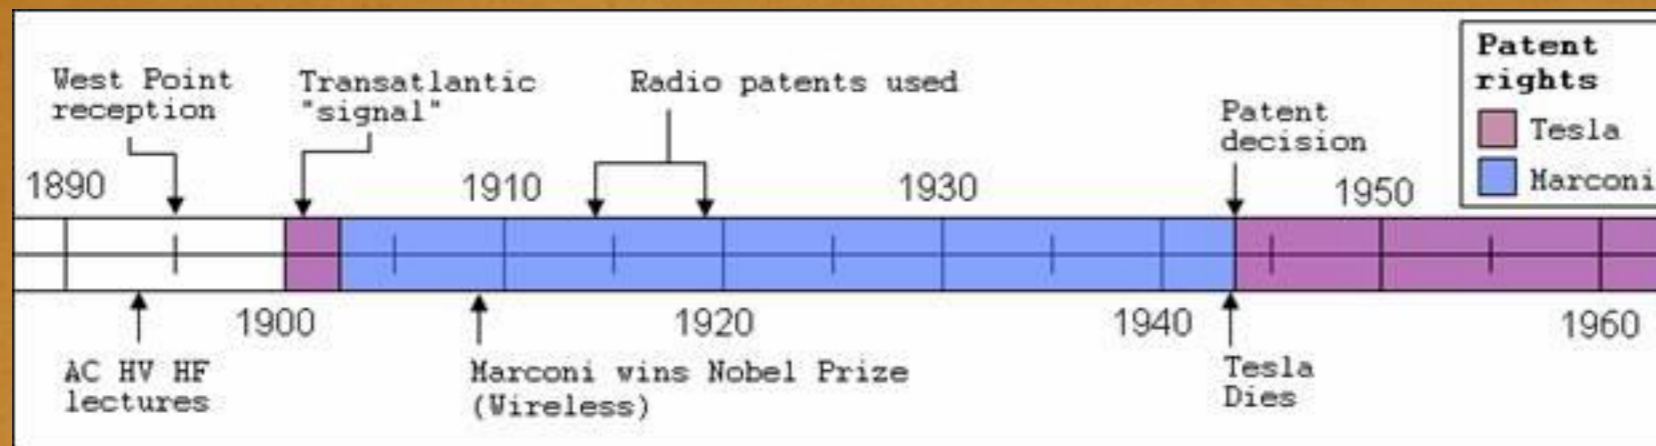 West Point
reception
Transatlantic
"signal"
Radio patents used
Patent
decision
Patent
rights
Tesla
Marconi
1890
1910
1930
1950
1900
1920
1940
1960
AC HV HF
lectures
Marconi wins Nobel Prize
(Wireless)
Tesla
Dies